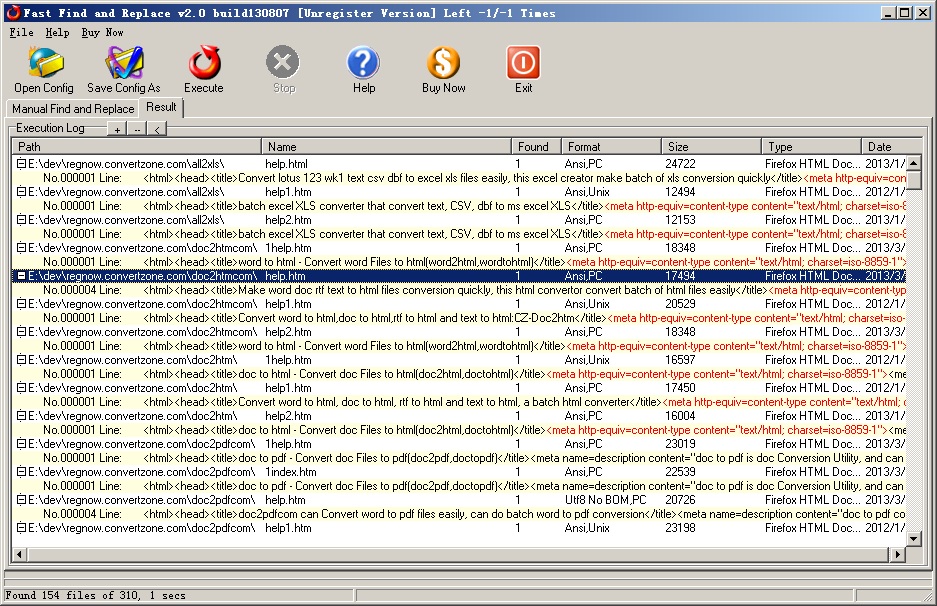 Fast Find and Replace v2.0 build130807 [Unregister Version] Left -1/-1 Times
File Help Buy Now
Open Config Save Config As Execute Stop Help Buy Now Exit
Manual Find and Replace Result
Execution Log + -- <
Path Name Found Format Size Type Date
E:\dev\regnow.convertzone.com\all2xls\ help.html 1 Ansi,PC 24722 Firefox HTML Doc... 2013/1/
No.000001 Line: <html><head><title>Convert lotus 123 wk1 text csv dbf to excel xls files easily, this excel creator make batch of xls conversion quickly</title><meta http-equiv=con
E:\dev\regnow.convertzone.com\all2xls\ help1.htm 1 Ansi,Unix 12494 Firefox HTML Doc... 2012/1/
No.000001 Line: <html><head><title>batch excel XLS converter that convert text, CSV, dbf to ms excel XLS</title><meta http-equiv=content-type content="text/html; charset=iso-8
E:\dev\regnow.convertzone.com\all2xls\ help2.htm 1 Ansi,PC 12153 Firefox HTML Doc... 2013/1/
No.000001 Line: <html><head><title>batch excel XLS converter that convert text, CSV, dbf to ms excel XLS</title><meta http-equiv=content-type content="text/html; charset=iso-8
E:\dev\regnow.convertzone.com\doc2htmcom\ 1help.htm 1 Ansi,PC 18348 Firefox HTML Doc... 2013/3/
No.000001 Line: <html><head><title>word to html - Convert word Files to html(word2html,wordtohtml)</title><meta http-equiv=content-type content="text/html; charset=iso-8859-1">
E:\dev\regnow.convertzone.com\doc2htmcom\ help.htm 1 Ansi,PC 17494 Firefox HTML Doc... 2013/3/
No.000004 Line: <html><head><title>Make word doc rtf text to html files conversion quickly, this html convertor convert batch of html files easily</title><meta http-equiv=content-typ
E:\dev\regnow.convertzone.com\doc2htmcom\ help1.htm 1 Ansi,Unix 20529 Firefox HTML Doc... 2012/1/
No.000001 Line: <html><head><title>Convert word to html,doc to html,rtf to html and text to html:CZ-Doc2htm</title><meta http-equiv=content-type content="text/html; charset=iso-
E:\dev\regnow.convertzone.com\doc2htmcom\ help2.htm 1 Ansi,PC 18348 Firefox HTML Doc... 2013/3/
No.000001 Line: <html><head><title>word to html - Convert word Files to html(word2html,wordtohtml)</title><meta http-equiv=content-type content="text/html; charset=iso-8859-1">
E:\dev\regnow.convertzone.com\doc2htm\ 1help.htm 1 Ansi,Unix 16597 Firefox HTML Doc... 2012/1/
No.000001 Line: <html><head><title>doc to html - Convert doc Files to html(doc2html,doctohtml)</title><meta http-equiv=content-type content="text/html; charset=iso-8859-1"><me
E:\dev\regnow.convertzone.com\doc2htm\ help1.htm 1 Ansi,PC 17450 Firefox HTML Doc... 2012/1/
No.000001 Line: <html><head><title>Convert word to html, doc to html, rtf to html and text to html, a batch html converter</title><meta http-equiv=content-type content="text/html; c
E:\dev\regnow.convertzone.com\doc2htm\ help2.htm 1 Ansi,PC 16004 Firefox HTML Doc... 2013/1/
No.000001 Line: <html><head><title>doc to html - Convert doc Files to html(doc2html,doctohtml)</title><meta http-equiv=content-type content="text/html; charset=iso-8859-1"><me
E:\dev\regnow.convertzone.com\doc2pdfcom\ 1help.htm 1 Ansi,PC 23019 Firefox HTML Doc... 2013/3/
No.000001 Line: <html><head><title>doc to pdf - Convert doc Files to pdf(doc2pdf,doctopdf)</title><meta name=description content="doc to pdf is doc Conversion Utility, and can
E:\dev\regnow.convertzone.com\doc2pdfcom\ 1index.htm 1 Ansi,PC 22539 Firefox HTML Doc... 2013/3/
No.000001 Line: <html><head><title>doc to pdf - Convert doc Files to pdf(doc2pdf,doctopdf)</title><meta name=description content="doc to pdf is doc Conversion Utility, and can
E:\dev\regnow.convertzone.com\doc2pdfcom\ help.htm 1 Utf8 No BOM,PC 20726 Firefox HTML Doc... 2013/3/
No.000004 Line: <html><head><title>doc2pdfcom can Convert word to pdf files easily, can do batch word to pdf conversion</title><meta name=description content="doc to pdf co
E:\dev\regnow.convertzone.com\doc2pdfcom\ help1.htm 1 Ansi,Unix 23198 Firefox HTML Doc... 2012/1/
Found 154 files of 310, 1 secs